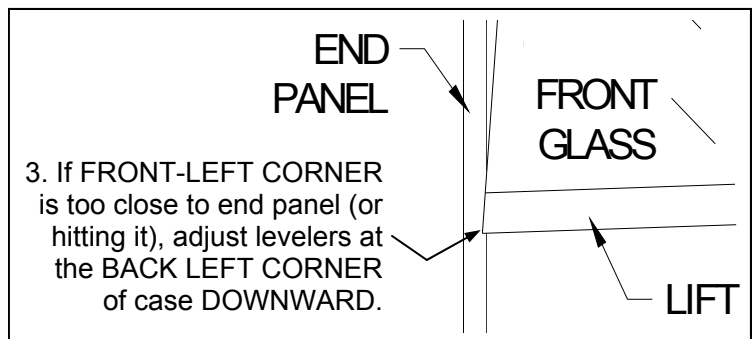 END
PANEL
FRONT
GLASS
3. If FRONT-LEFT CORNER
is too close to end panel (or
hitting it), adjust levelers at
the BACK LEFT CORNER
of case DOWNWARD.
LIFT